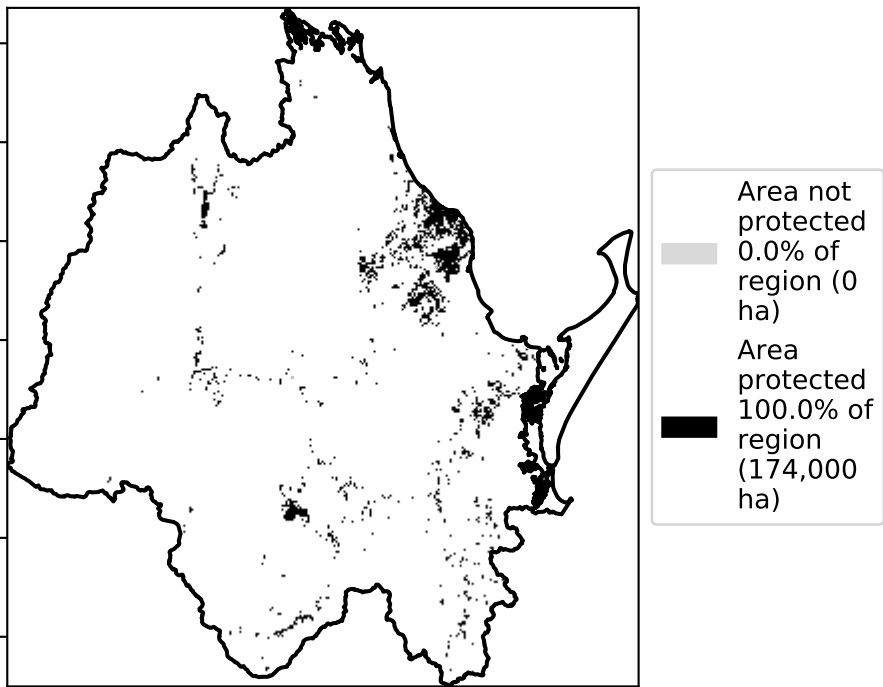 Area not
protected
0.0% of
region (0
ha)
Area
protected
100.0% of
region
(174,000
ha)